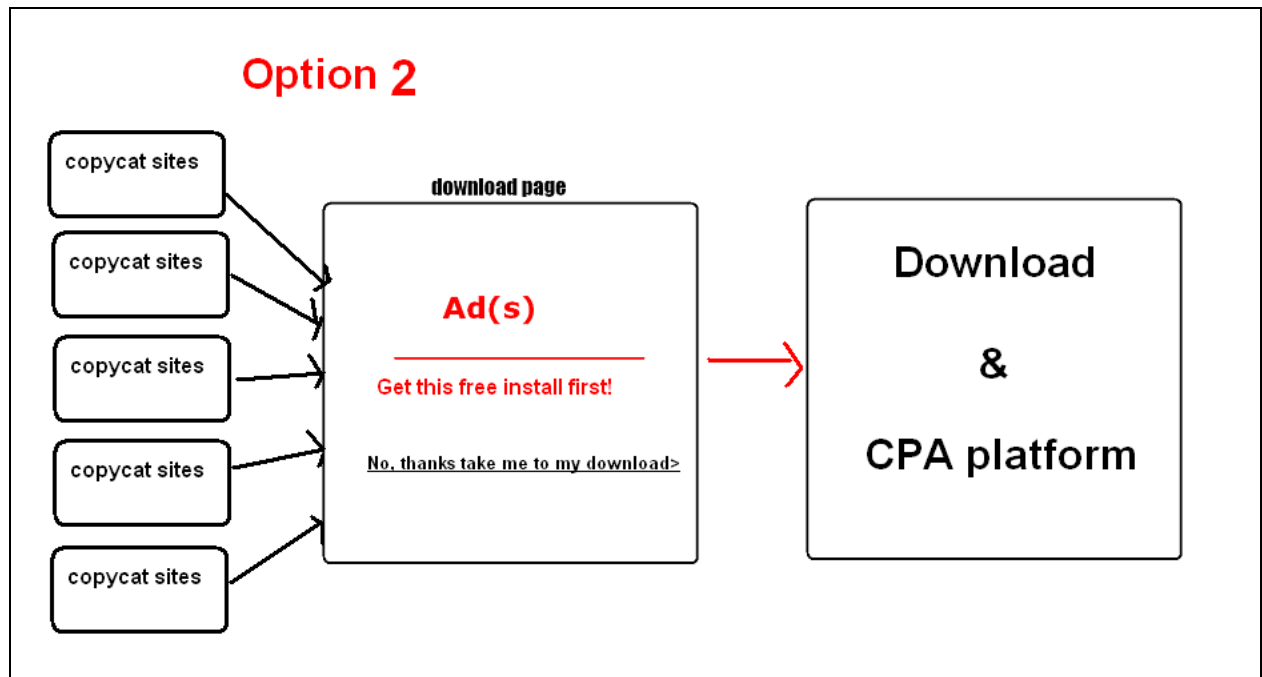 Option 2
copycat sites
copycat sites
copycat sites
copycat sites
copycat sites
download page
Ad(s)
Get this free install first!
No, thanks take me to my download>
Download
&
CPA platform